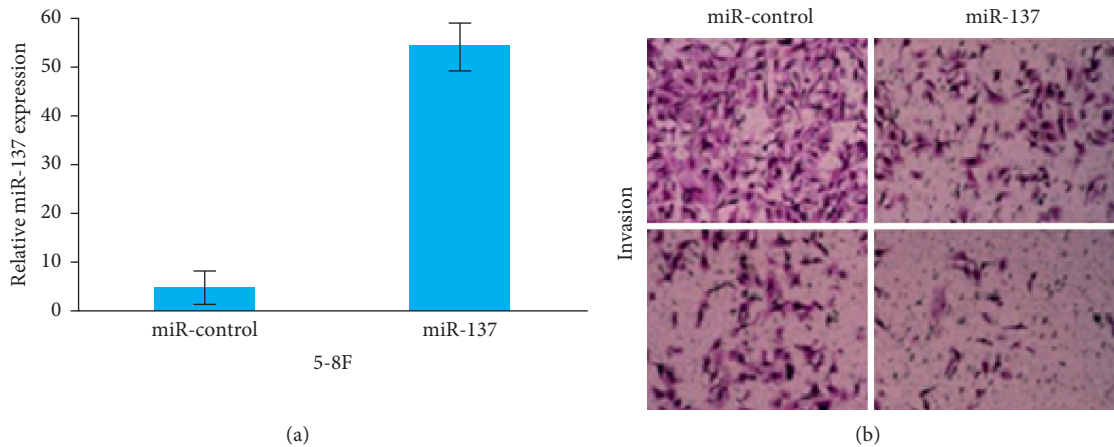 60
50
40
30
20
10
0
Relative miR-137 expression
miR-control
miR-137
5-8F
(a)
miR-control
miR-137
Invasion
(b)